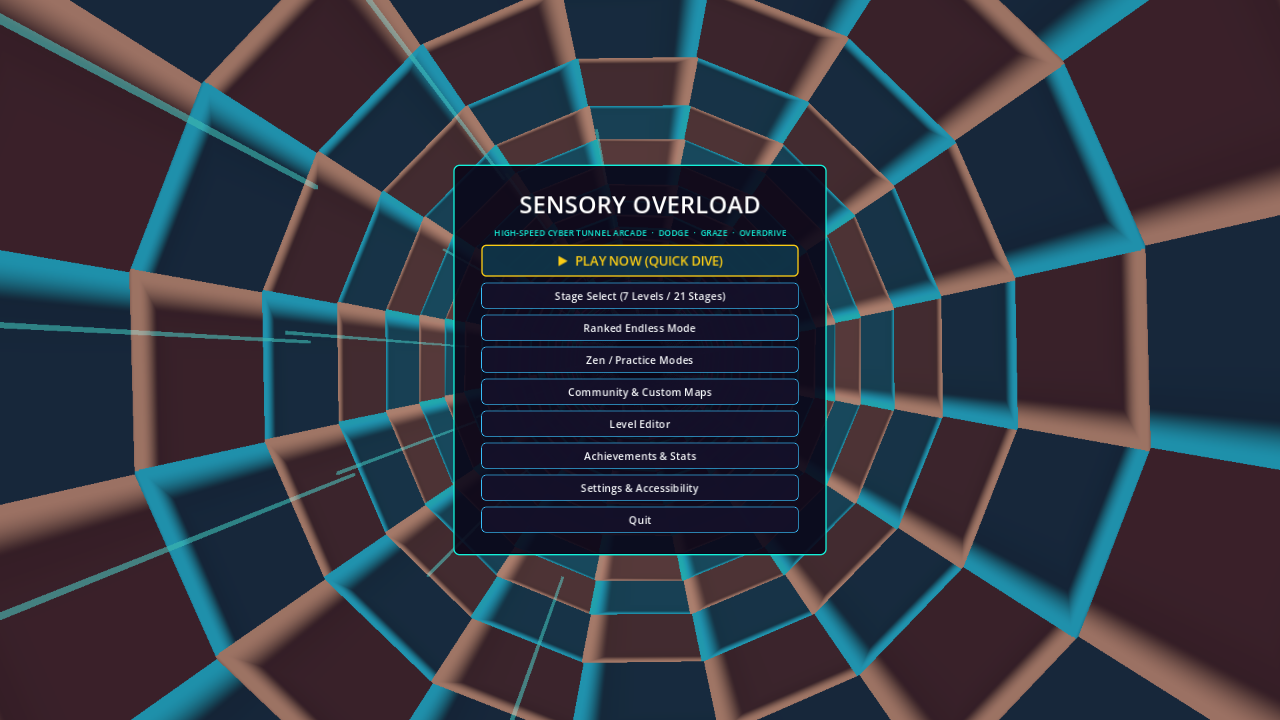 SENSORY OVERLOAD
HIGH-SPEED CYBER TUNNEL ARCADE · DODGE · GRAZE · OVERDRIVE
▶ PLAY NOW (QUICK DIVE)
Stage Select (7 Levels / 21 Stages)
Ranked Endless Mode
Zen / Practice Modes
Community & Custom Maps
Level Editor
Achievements & Stats
Settings & Accessibility
Quit